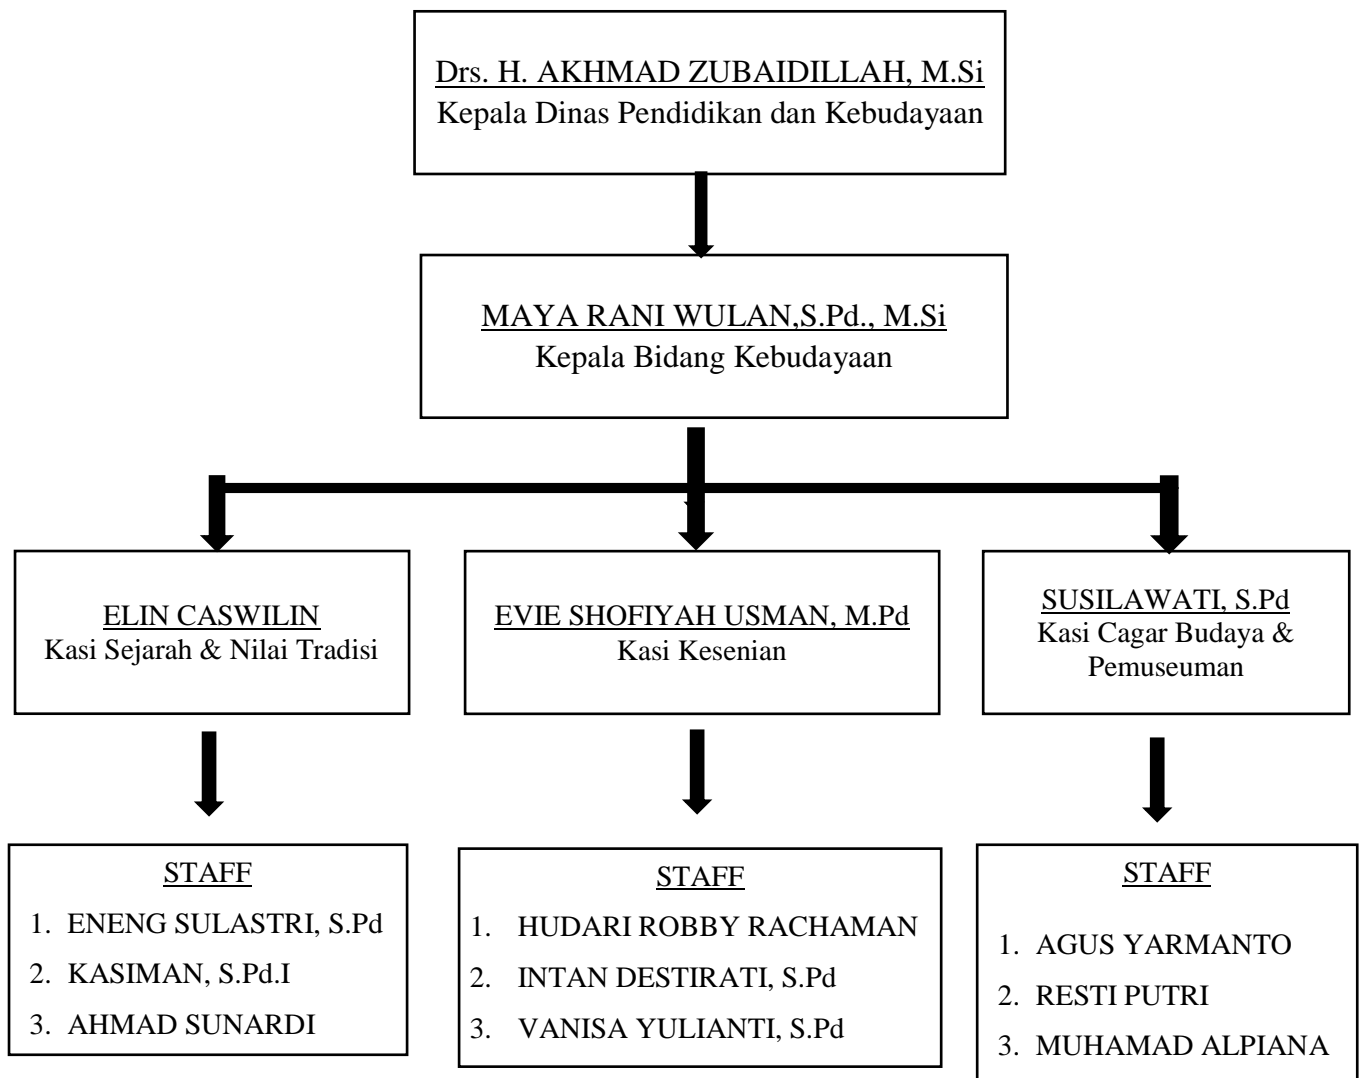 Drs. H. AKHMAD ZUBAIDILLAH, M.Si
Kepala Dinas Pendidikan dan Kebudayaan
MAYA RANI WULAN,S.Pd., M.Si
Kepala Bidang Kebudayaan
ELIN CASWILIN
Kasi Sejarah & Nilai Tradisi
EVIE SHOFIYAH USMAN, M.Pd
Kasi Kesenian
SUSILAWATI, S.Pd
Kasi Cagar Budaya &
Pemuseuman
STAFF
1. ENENG SULASTRI, S.Pd
2. KASIMAN, S.Pd.I
3. AHMAD SUNARDI
STAFF
1. HUDARI ROBBY RACHAMAN
2. INTAN DESTIRATI, S.Pd
3. VANISA YULIANTI, S.Pd
STAFF
1. AGUS YARMANTO
2. RESTI PUTRI
3. MUHAMAD ALPIANA